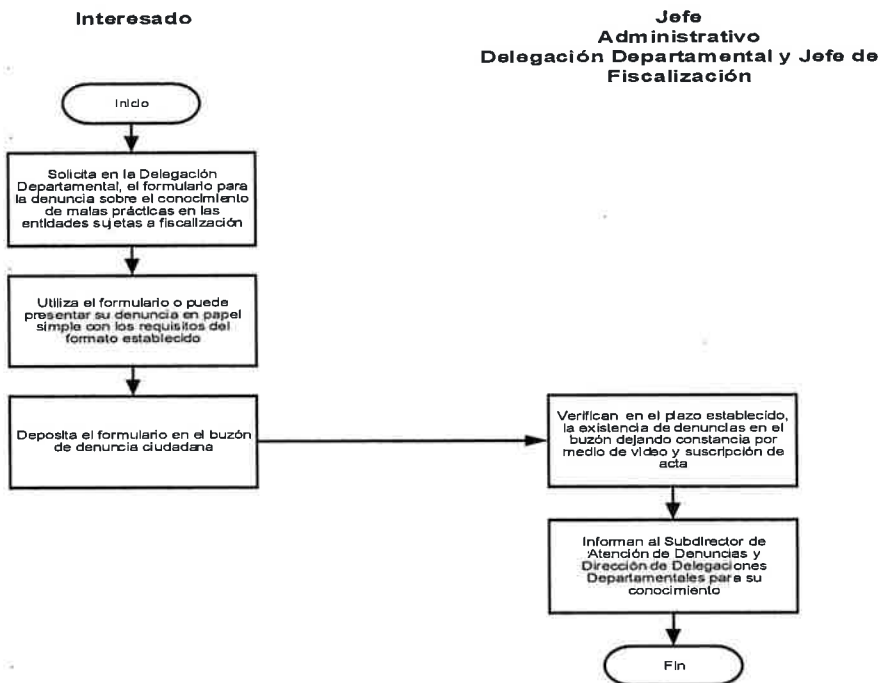 Interesado
Jefe
Administrativo
Delegación Departamental y Jefe de
Fiscalización
Inicio
Solicita en la Delegación
Departamental, el formulario para
la denuncia sobre el conocimiento
de malas prácticas en las
entidades sujetas a fiscalización
Utiliza el formulario o puede
presentar su denuncia en papel
simple con los requisitos del
formato establecido
Deposita el formulario en el buzón
de denuncia ciudadana
Verifican en el plazo establecido,
la existencia de denuncias en el
buzón dejando constancia por
medio de video y suscripción de
acta
Informan al Subdirector de
Atención de Denuncias y
Dirección de Delegaciones
Departamentales para su
conocimiento
Fin